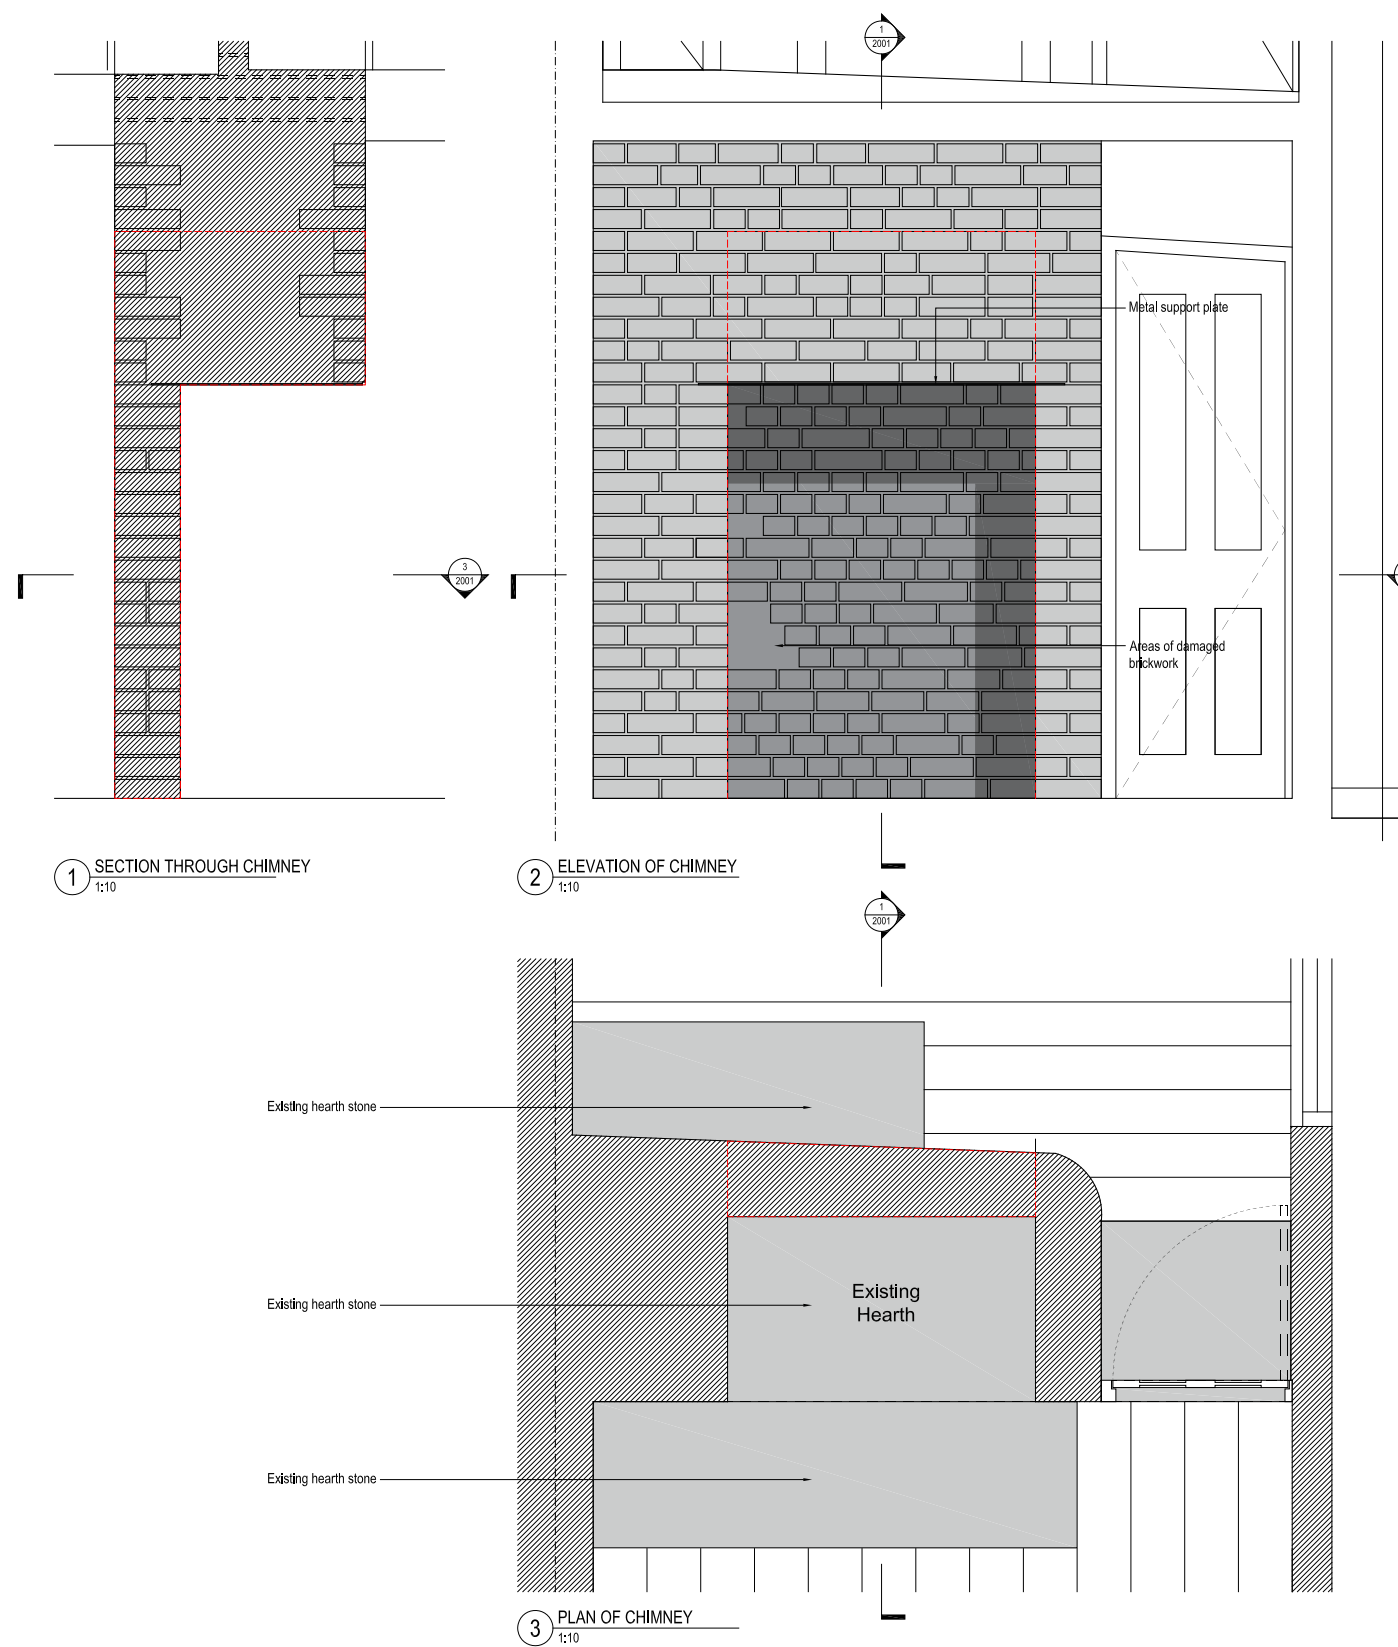 1
2001
Metal support plate
3
2001
Areas of damaged
brickwork
1 SECTION THROUGH CHIMNEY
1:10
2 ELEVATION OF CHIMNEY
1:10
1
2001
Existing hearth stone
Existing
Hearth
Existing hearth stone
Existing hearth stone
3 PLAN OF CHIMNEY
1:10